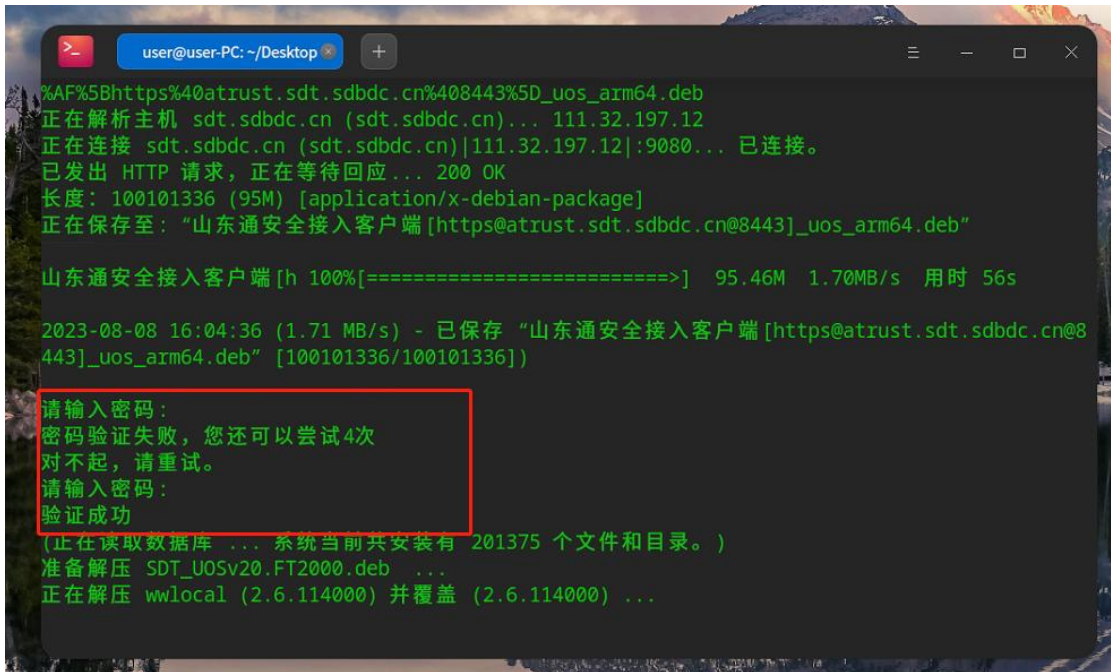 user@user-PC: ~/Desktop
%AF%5Bhttps%40atrust.sdt.sdbdc.cn%408443%5D_uos_arm64.deb
正在解析主机 sdt.sdbdc.cn (sdt.sdbdc.cn)... 111.32.197.12
正在连接 sdt.sdbdc.cn (sdt.sdbdc.cn)|111.32.197.12|:9080... 已连接。
已发出 HTTP 请求，正在等待回应... 200 OK
长度：100101336 (95M) [application/x-debian-package]
正在保存至: “山东通安全接入客户端[https@atrust.sdt.sdbdc.cn@8443]_uos_arm64.deb”
山东通安全接入客户端[h 100%[==========================>] 95.46M 1.70MB/s 用时 56s
2023-08-08 16:04:36 (1.71 MB/s) - 已保存 “山东通安全接入客户端[https@atrust.sdt.sdbdc.cn@8
443]_uos_arm64.deb” [100101336/100101336])
请输入密码:
密码验证失败，您还可以尝试4次
对不起，请重试。
请输入密码:
验证成功
(正在读取数据库 ... 系统当前共安装有 201375 个文件和目录。)
准备解压 SDT_UOSv20.FT2000.deb ...
正在解压 wwlocal (2.6.114000) 并覆盖 (2.6.114000) ...